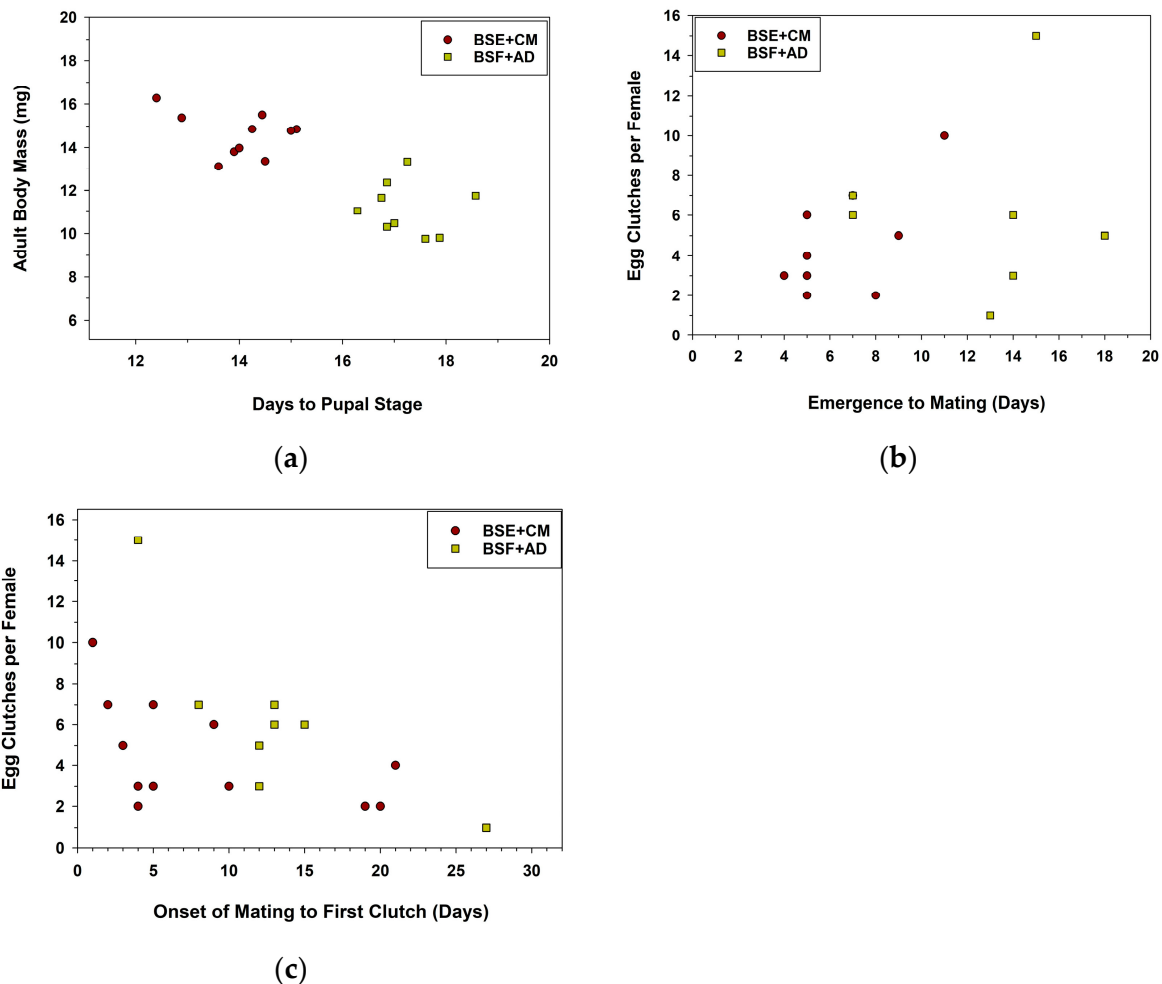 20
18
16
14
12
10
8
6
Adult Body Mass (mg)
BSE+CM
BSF+AD
12 14 16 18 20
Days to Pupal Stage
(a)
16
14
12
10
8
6
4
2
0
Egg Clutches per Female
BSE+CM
BSF+AD
0 2 4 6 8 10 12 14 16 18 20
Emergence to Mating (Days)
(b)
16
14
12
10
8
6
4
2
0
Egg Clutches per Female
BSE+CM
BSF+AD
0 5 10 15 20 25 30
Onset of Mating to First Clutch (Days)
(c)